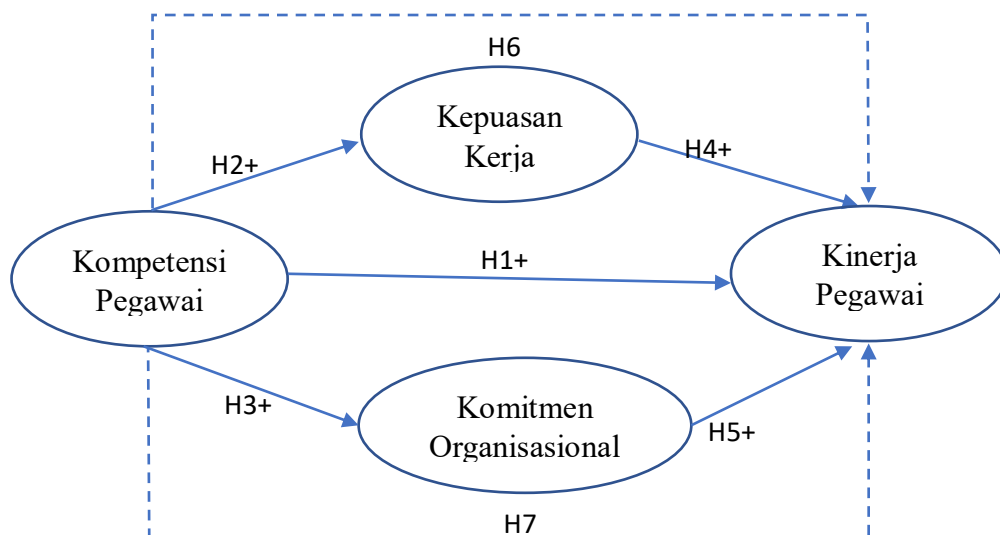 H6
Kepuasan
Kerja
H2+
H4+
Kompetensi
Pegawai
H1+
Kinerja
Pegawai
H3+
Komitmen
Organisasional
H5+
H7